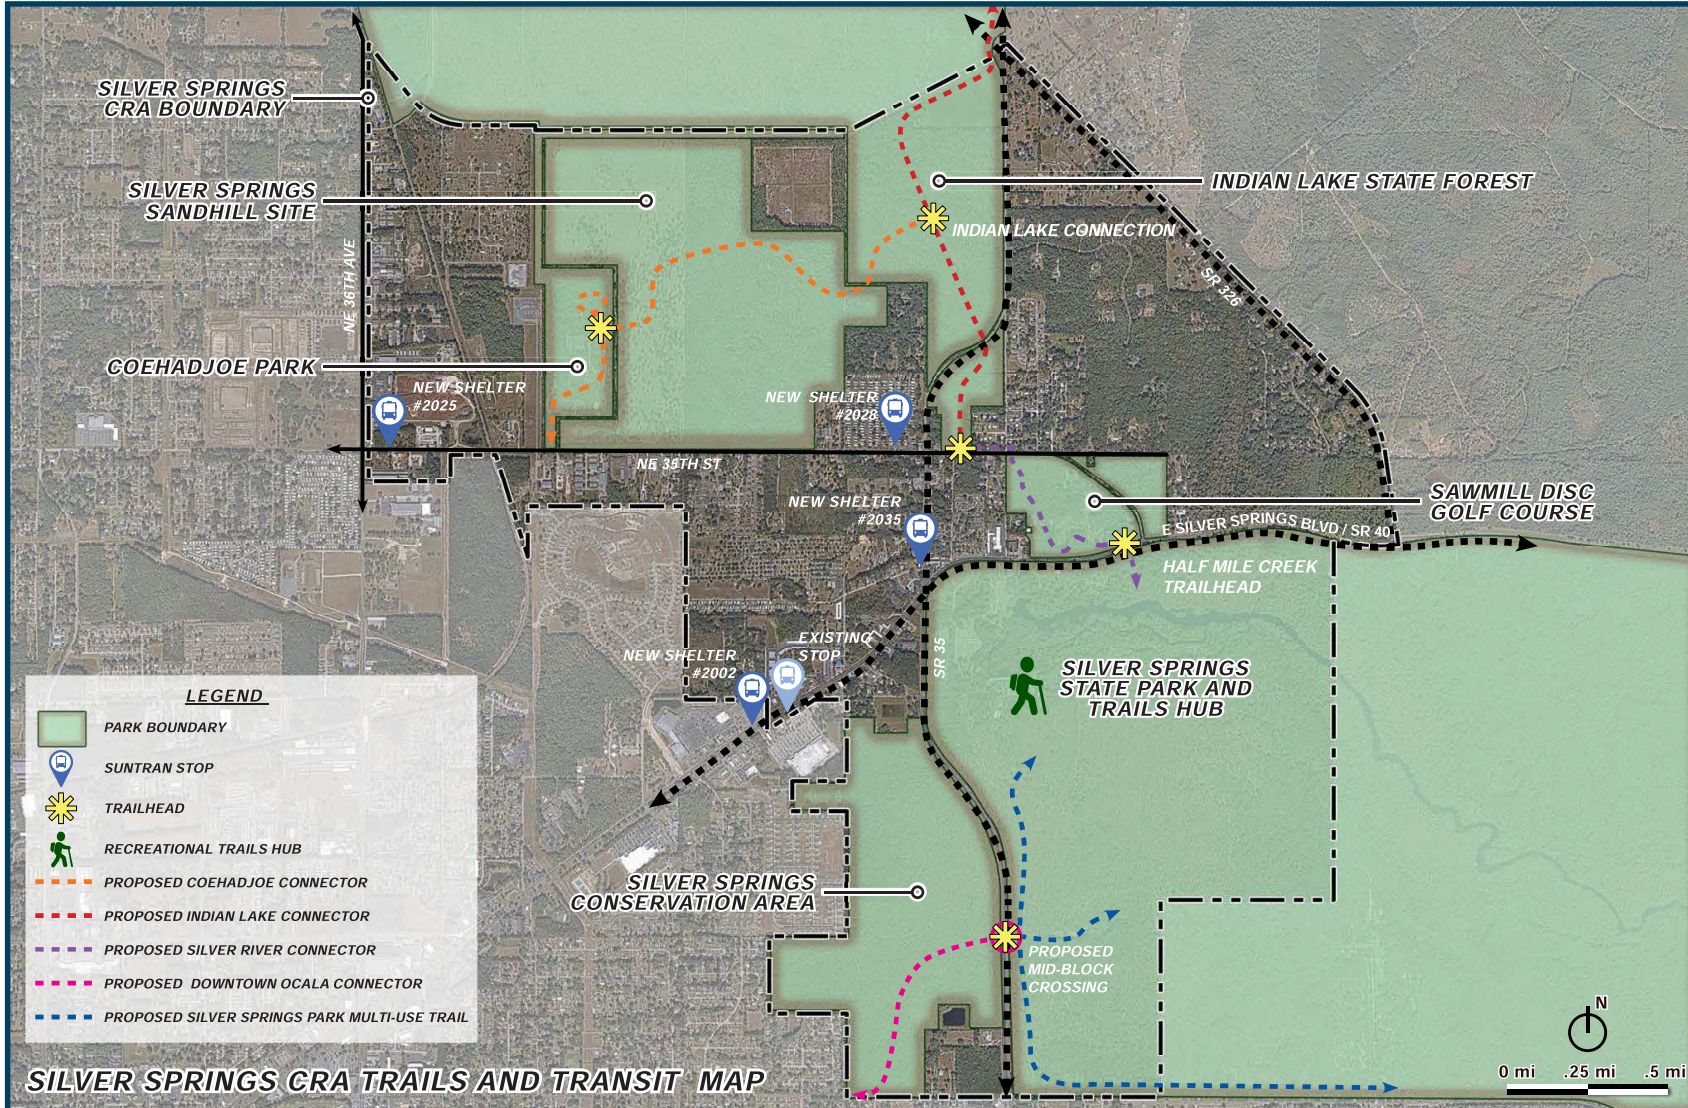 SILVER SPRINGS
CRA BOUNDARY
SILVER SPRINGS
SANDHILL SITE
INDIAN LAKE STATE FOREST
INDIAN LAKE CONNECTION
NE 36TH AVE
SR 326
COEHADJOE PARK
NEW SHELTER
#2025
NEW SHELTER
#2028
NE 35TH ST
NEW SHELTER
#2035
SAWMILL DISC
GOLF COURSE
E SILVER SPRINGS BLVD / SR 40
HALF MILE CREEK
TRAILHEAD
EXISTING
STOP
NEW SHELTER
#2002
SR 35
SILVER SPRINGS
STATE PARK AND
TRAILS HUB
SILVER SPRINGS
CONSERVATION AREA
PROPOSED
MID-BLOCK
CROSSING
LEGEND
PARK BOUNDARY
SUNTRAN STOP
TRAILHEAD
RECREATIONAL TRAILS HUB
PROPOSED COEHADJOE CONNECTOR
PROPOSED INDIAN LAKE CONNECTOR
PROPOSED SILVER RIVER CONNECTOR
PROPOSED DOWNTOWN OCALA CONNECTOR
PROPOSED SILVER SPRINGS PARK MULTI-USE TRAIL
N
0 mi .25 mi .5 mi
SILVER SPRINGS CRA TRAILS AND TRANSIT MAP